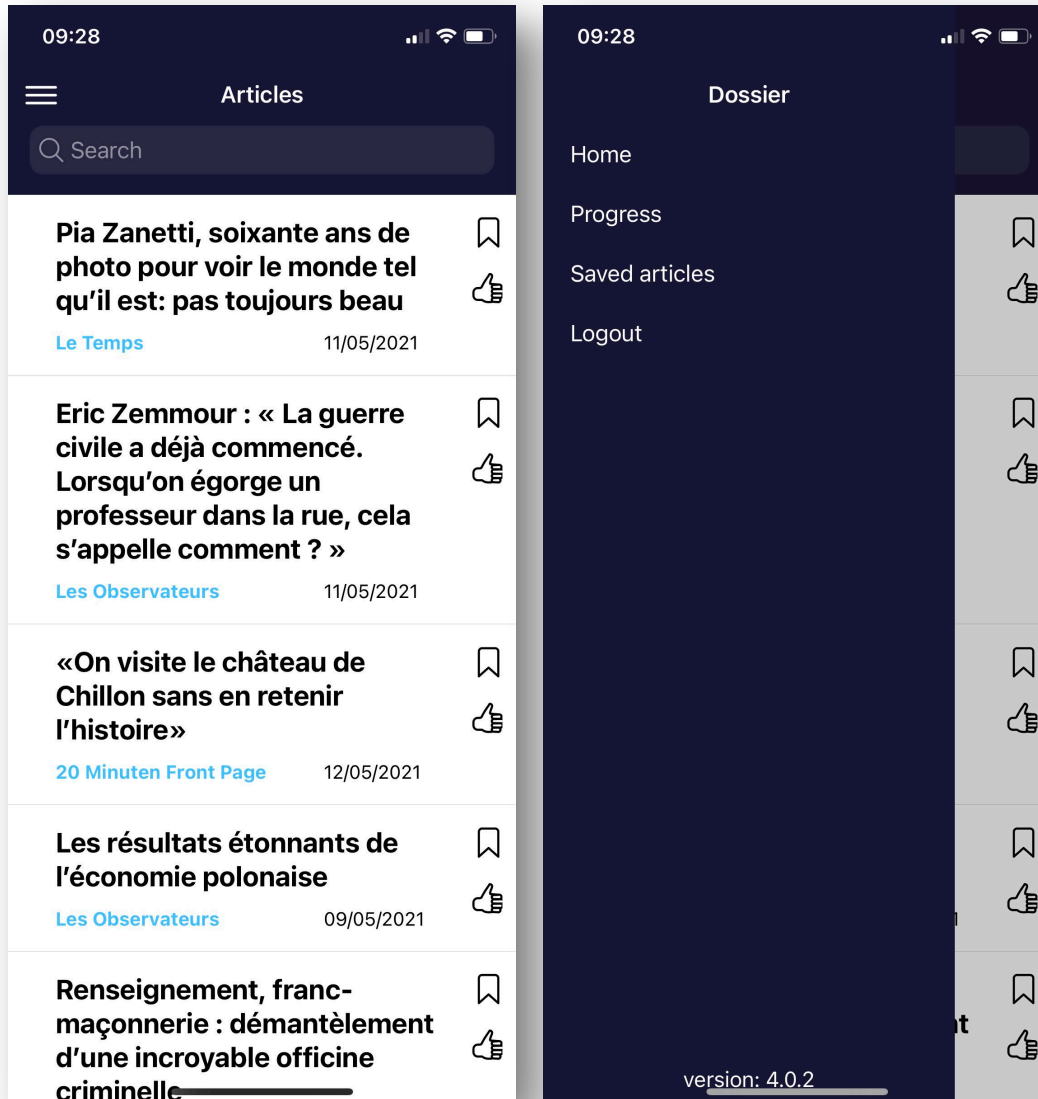 09:28
Articles
Search
Pia Zanetti, soixante ans de
photo pour voir le monde tel
qu'il est: pas toujours beau
Le Temps 11/05/2021
Eric Zemmour : « La guerre
civile a déjà commencé.
Lorsqu'on égorge un
professeur dans la rue, cela
s'appelle comment ? »
Les Observateurs 11/05/2021
«On visite le château de
Chillon sans en retenir
l'histoire»
20 Minuten Front Page 12/05/2021
Les résultats étonnants de
l'économie polonaise
Les Observateurs 09/05/2021
Renseignement, franc-
maçonnerie : démantèlement
d'une incroyable officine
criminelle
09:28
Dossier
Home
Progress
Saved articles
Logout
version: 4.0.2